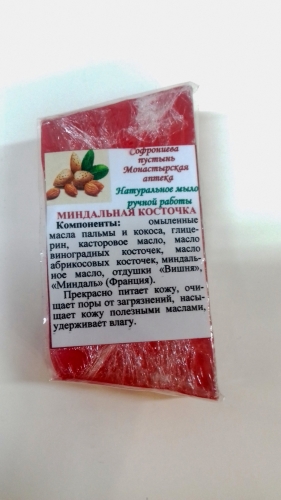 Софрониева
пустынь
Монастырская
аптека
Натуральное мыло
ручной работы
МИНДАЛЬНАЯ КОСТОЧКА
Компоненты: омыленные
масла пальмы и кокоса, глице-
рин, касторовое масло, масло
виноградных косточек, масло
абрикосовых косточек, миндаль-
ное масло, отдушки «Вишня»,
«Миндаль» (Франция).
Прекрасно питает кожу, очи-
щает поры от загрязнений, насы-
щает кожу полезными маслами,
удерживает влагу.